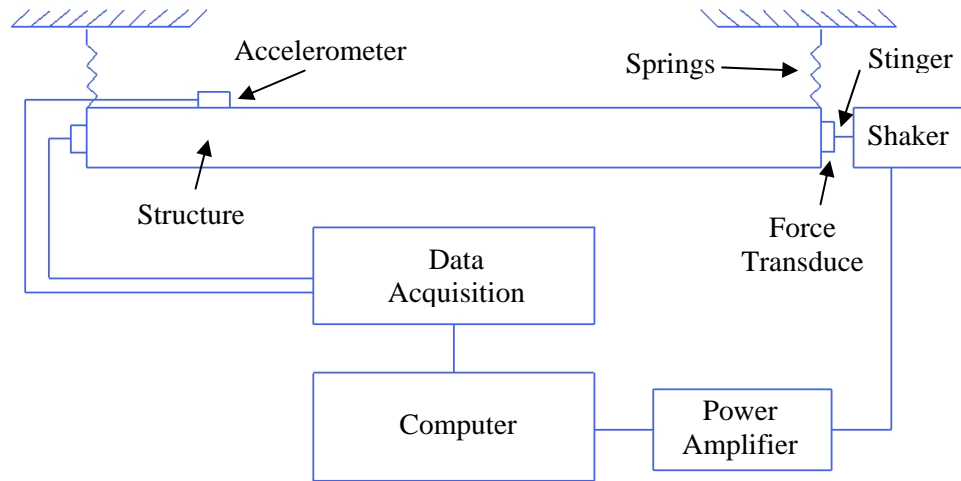 Accelerometer
Springs
Stinger
Shaker
Structure
Force
Transduce
Data
Acquisition
Computer
Power
Amplifier